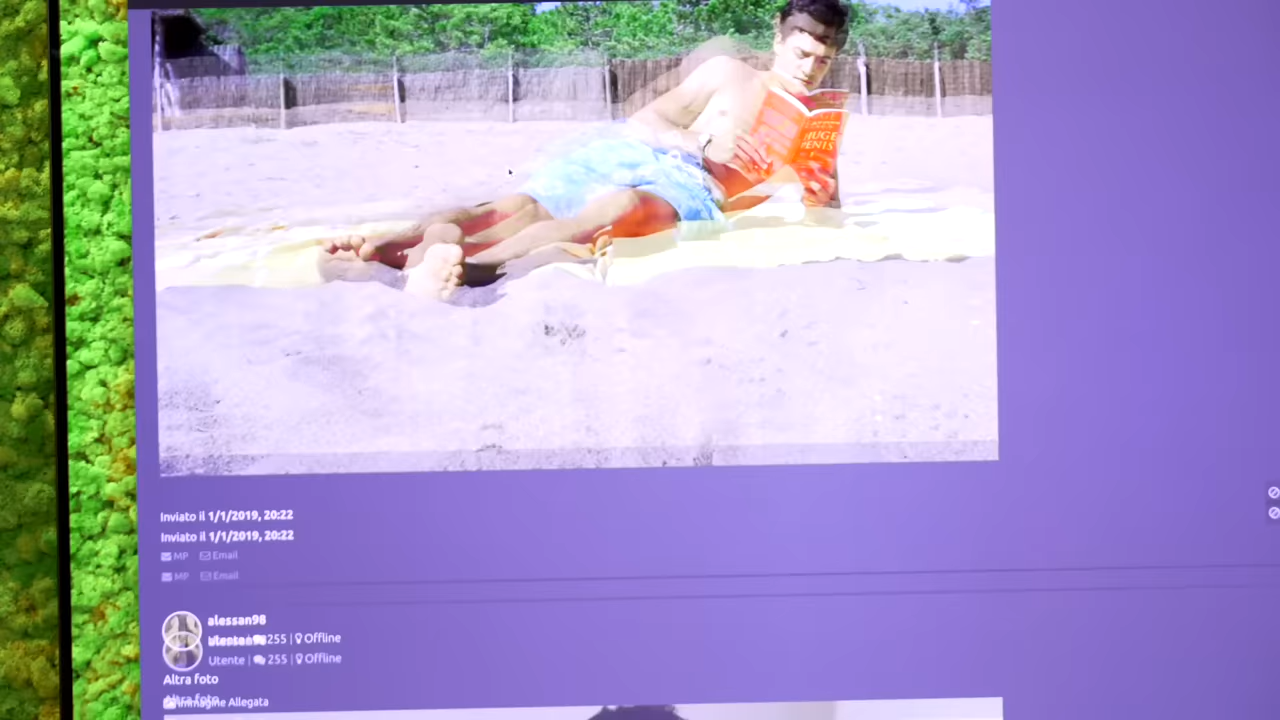 HUGE
PENIS
Inviato il 1/1/2019, 20:22
Inviato il 1/1/2019, 20:22
MP Email
MP Email
alessan98
Utente | 255 | Offline
Utente | 255 | Offline
Altra foto
Altra foto
Immagine Allegata